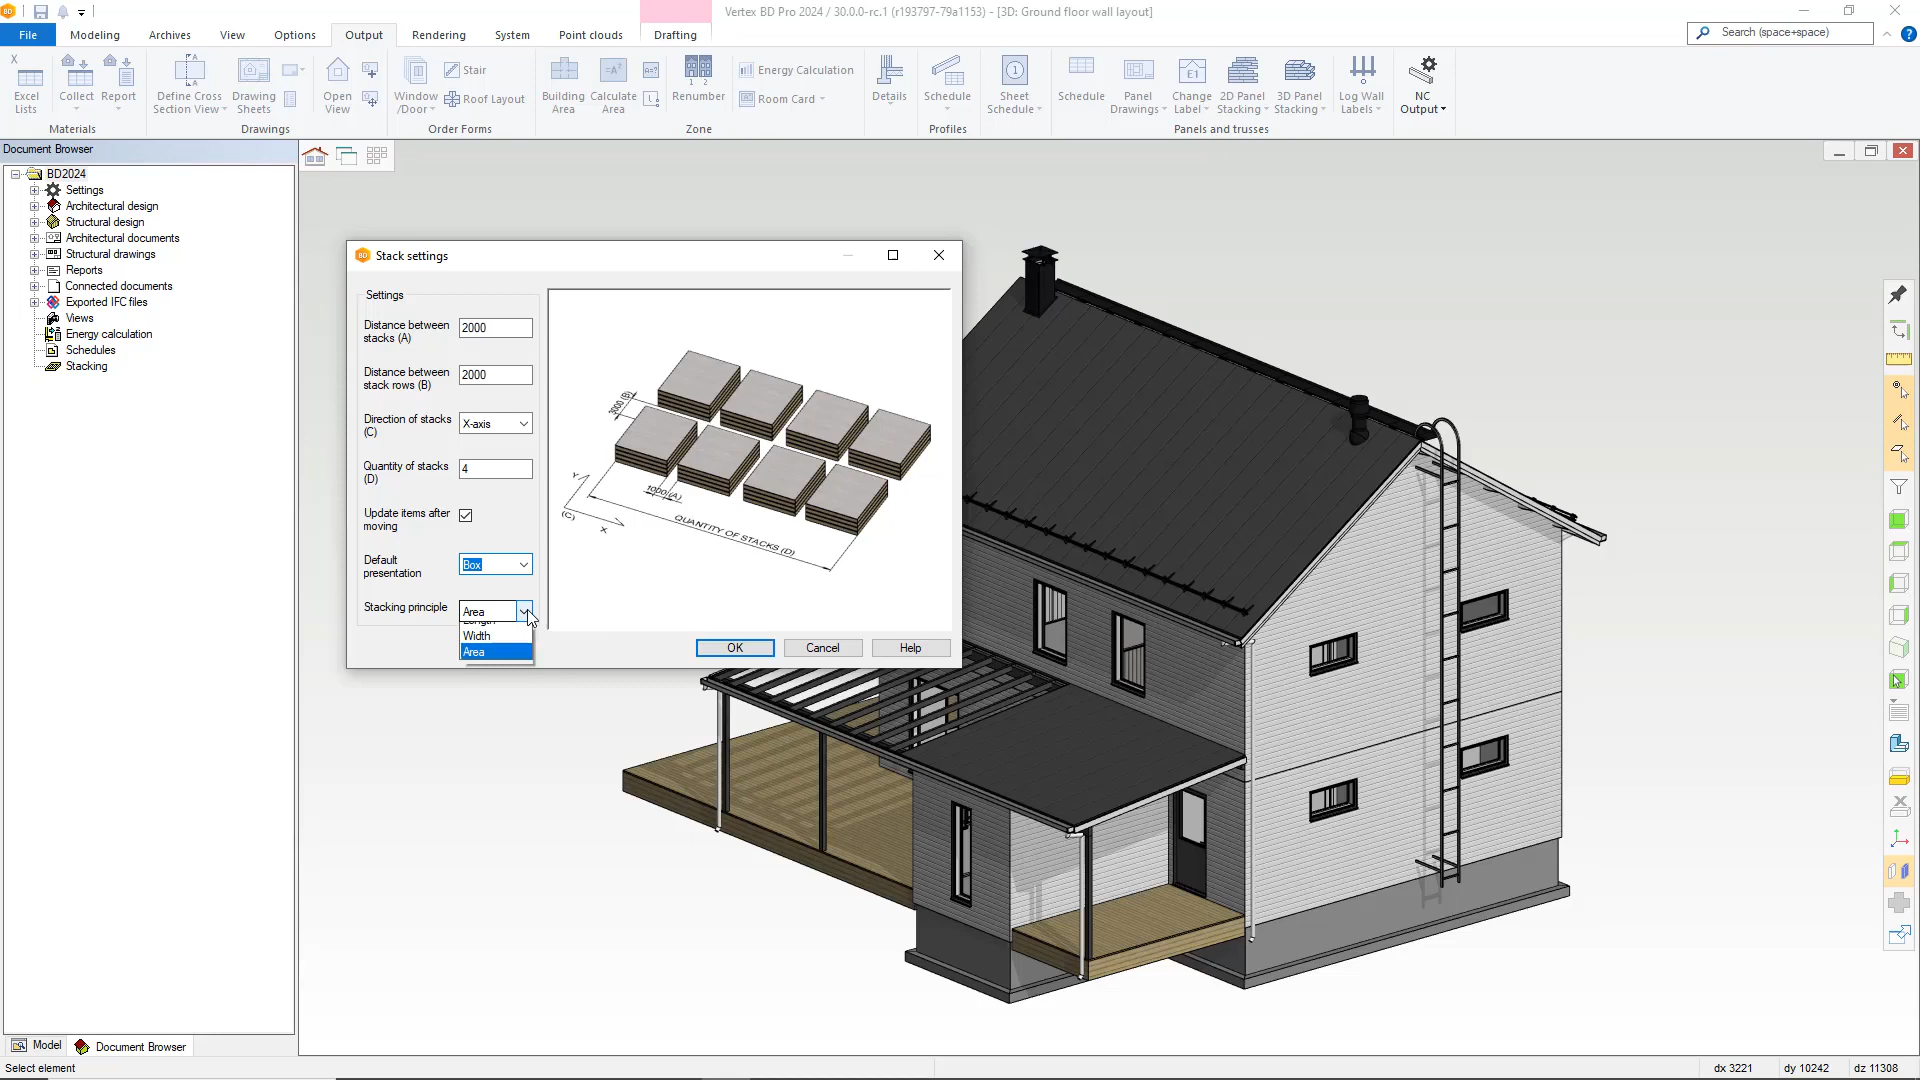 Vertex BD Pro 2024 / 30.0.0-rc.1 (r193797-79a1153) - [3D: Ground floor wall layout]
File Modeling Archives View Options Output Rendering System Point clouds Drafting
Search (space+space)
Excel Lists
Collect
Report
Materials
Define Cross Section View
Drawing Sheets
Drawings
Open View
Window /Door
Stair
Roof Layout
Order Forms
Building Area
Calculate Area
Renumber
Energy Calculation
Room Card
Zone
Details
Schedule
Profiles
Sheet Schedule
Schedule
Panel Drawings
Change Label
2D Panel Stacking
3D Panel Stacking
Log Wall Labels
Panels and trusses
NC Output
Document Browser
BD2024
Settings
Architectural design
Structural design
Architectural documents
Structural drawings
Reports
Connected documents
Exported IFC files
Views
Energy calculation
Schedules
Stacking
BD Stack settings
Settings
Distance between stacks (A) 2000
Distance between stack rows (B) 2000
Direction of stacks (C) X-axis
Quantity of stacks (D) 4
Update items after moving
Default presentation Box
Stacking principle Area
Length
Width
Area
3000 (B)
1000 (A)
QUANTITY OF STACKS (D)
Y
(C)
X
OK Cancel Help
Model Document Browser
Select element
dx 3221 dy 10242 dz 11308